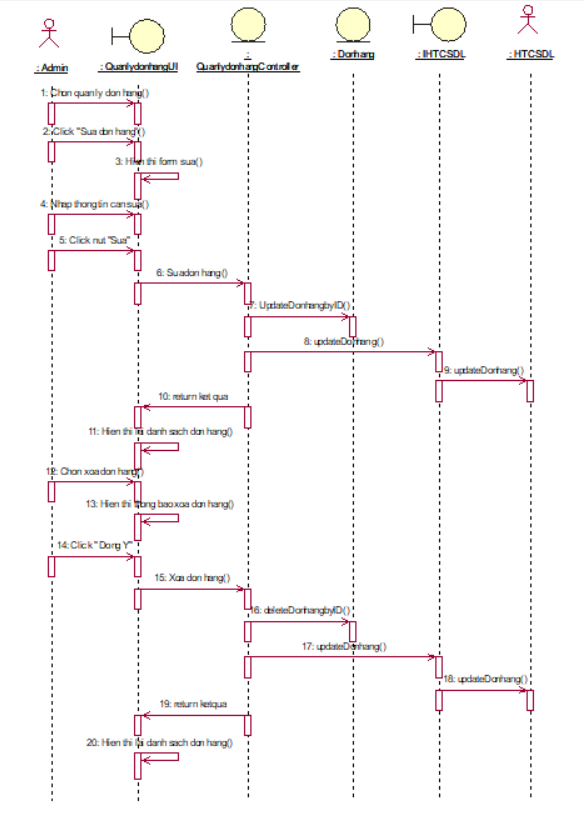 : Admin
: QuanlydonhangUI
:
QuanlydonhangController
: Donhang
: IHTCSDL
: HTCSDL
1: Chon quan ly don hang()
2: Click "Sua don hang"()
3: Hien thi form sua()
4: Nhap thong tin can sua()
5: Click nut "Sua"
6: Sua don hang()
7: UpdateDonhangbyID()
8: updateDonhang()
9: updateDonhang()
10: return ket qua
11: Hien thi lai danh sach don hang()
12: Chon xoa don hang()
13: Hien thi thong bao xoa don hang()
14: Click "Dong Y"
15: Xoa don hang()
16: deleteDonhangbyID()
17: updateDonhang()
18: updateDonhang()
19: return ket qua
20: Hien thi lai danh sach don hang()